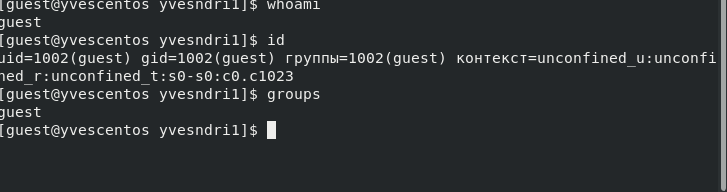 [guest@yvescentos yvesndri1]$ whoami
guest
[guest@yvescentos yvesndri1]$ id
uid=1002(guest) gid=1002(guest) группы=1002(guest) контекст=unconfined_u:unconfi
ned_r:unconfined_t:s0-s0:c0.c1023
[guest@yvescentos yvesndri1]$ groups
guest
[guest@yvescentos yvesndri1]$